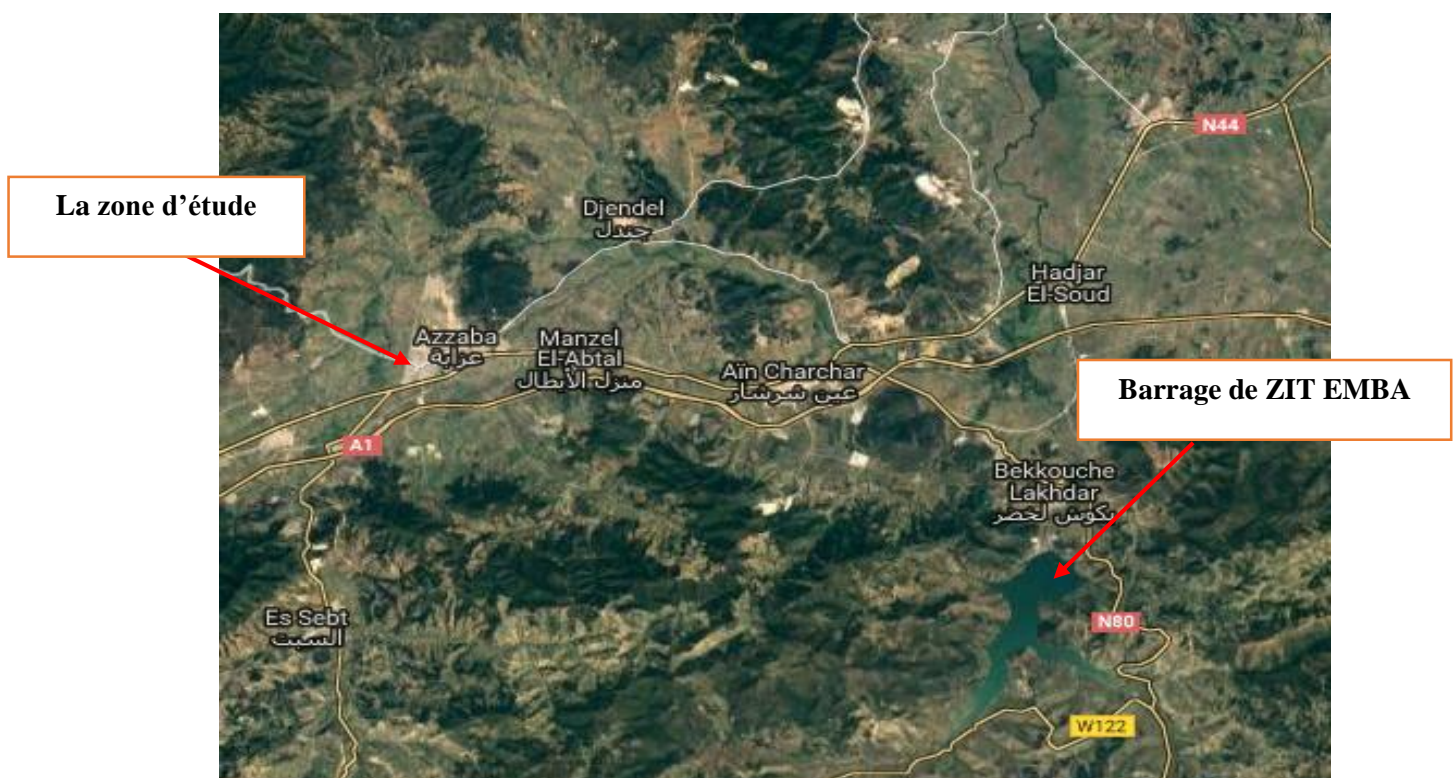 N44
La zone d’étude
Djendel
جندل
Hadjar
El-Soud
Azzaba
عزابة
Manzel
El-Abtal
منزل الأبطال
Aïn Charchar
عين شرشار
Barrage de ZIT EMBA
A1
Bekkouche
Lakhdar
بكوش لخضر
Es Sebt
السبت
N80
W122